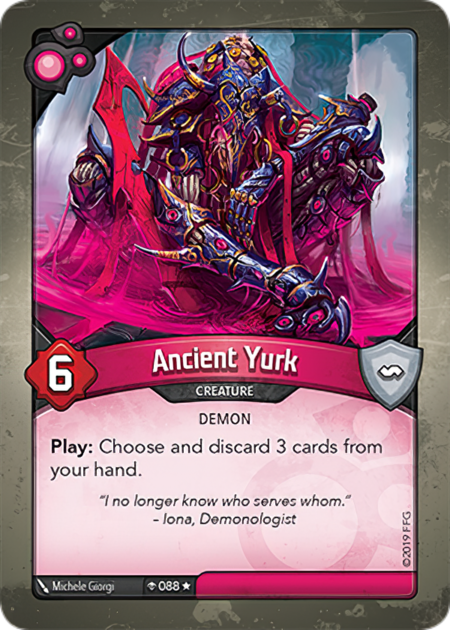 6
Ancient Yurk
CREATURE
DEMON
Play: Choose and discard 3 cards from
your hand.
“I no longer know who serves whom.”
– Iona, Demonologist
©2019 FFG
Michele Giorgi
088★